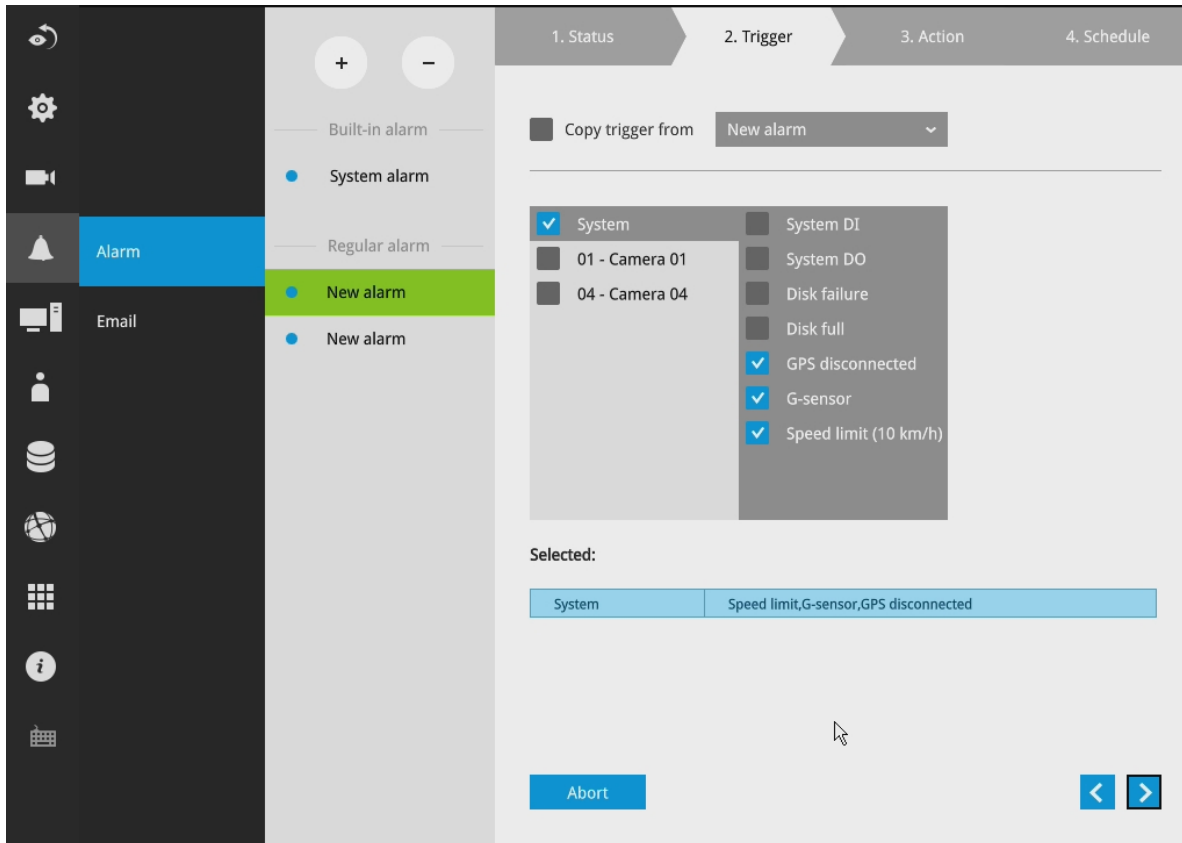 1. Status
2. Trigger
3. Action
4. Schedule
Built-in alarm
System alarm
Regular alarm
New alarm
New alarm
Alarm
Email
Copy trigger from
New alarm
System
01 - Camera 01
04 - Camera 04
System DI
System DO
Disk failure
Disk full
GPS disconnected
G-sensor
Speed limit (10 km/h)
Selected:
System
Speed limit,G-sensor,GPS disconnected
Abort